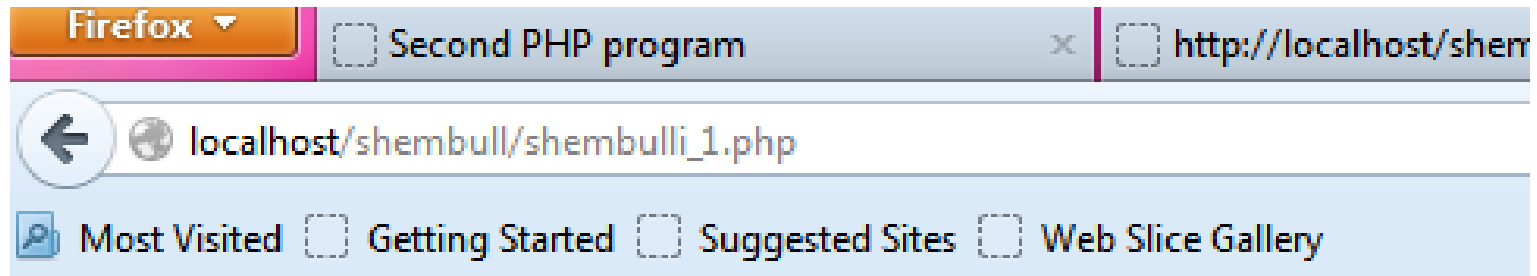 Firefox
Second PHP program
http://localhost/shem
localhost/shembull/shembulli_1.php
Most Visited Getting Started Suggested Sites Web Slice Gallery